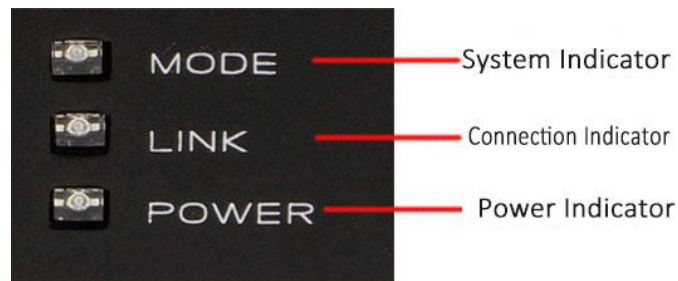 MODE System Indicator
LINK Connection Indicator
POWER Power Indicator